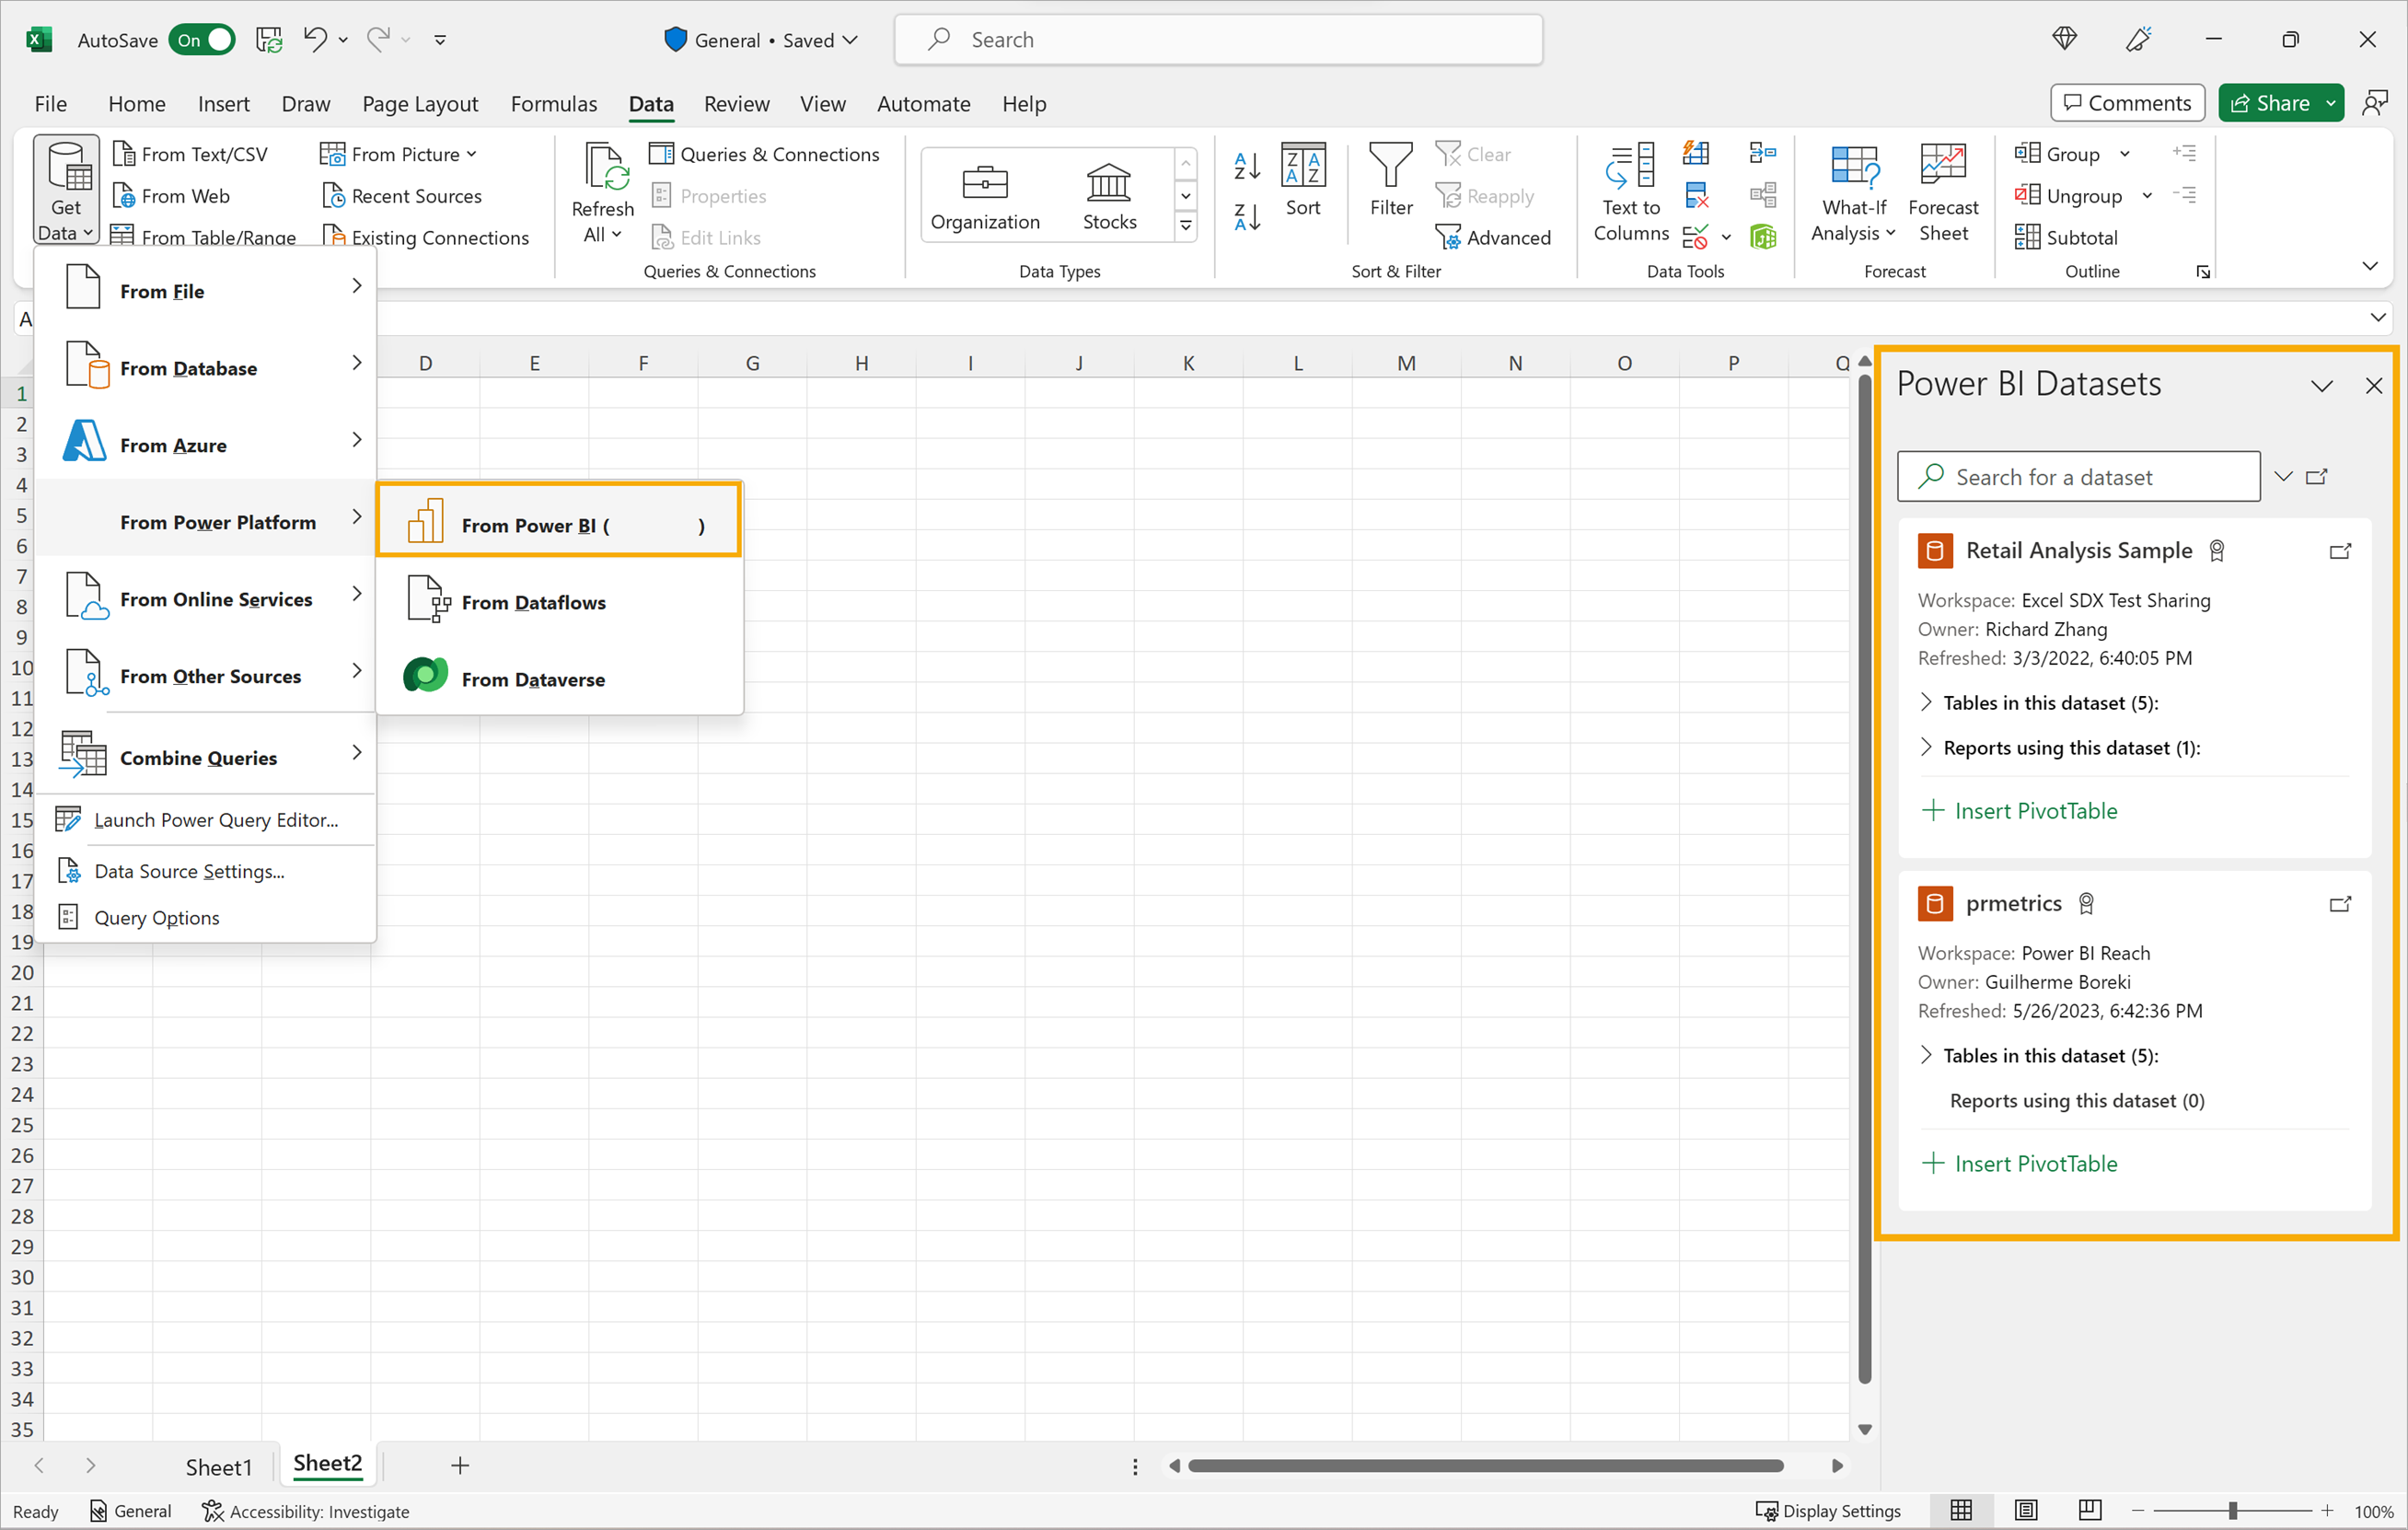 AutoSave On General • Saved Search
File Home Insert Draw Page Layout Formulas Data Review View Automate Help Comments Share
Get Data
From Text/CSV
From Web
From Table/Range
From Picture
Recent Sources
Existing Connections
Refresh All
Queries & Connections
Properties
Edit Links
Queries & Connections
Organization
Stocks
Data Types
Sort
Filter
Clear
Reapply
Advanced
Sort & Filter
Text to Columns
Data Tools
What-If Analysis
Forecast Sheet
Forecast
Group
Ungroup
Subtotal
Outline
A
From File
From Database
From Azure
From Power Platform
From Online Services
From Other Sources
Combine Queries
Launch Power Query Editor...
Data Source Settings...
Query Options
From Power BI ( )
From Dataflows
From Dataverse
D E F G H I J K L M N O P Q
1
2
3
4
5
6
7
8
9
10
11
12
13
14
15
16
17
18
19
20
21
22
23
24
25
26
27
28
29
30
31
32
33
34
35
Power BI Datasets
Search for a dataset
Retail Analysis Sample
Workspace: Excel SDX Test Sharing
Owner: Richard Zhang
Refreshed: 3/3/2022, 6:40:05 PM
Tables in this dataset (5):
Reports using this dataset (1):
Insert PivotTable
prmetrics
Workspace: Power BI Reach
Owner: Guilherme Boreki
Refreshed: 5/26/2023, 6:42:36 PM
Tables in this dataset (5):
Reports using this dataset (0)
Insert PivotTable
Sheet1 Sheet2
Ready General Accessibility: Investigate Display Settings 100%